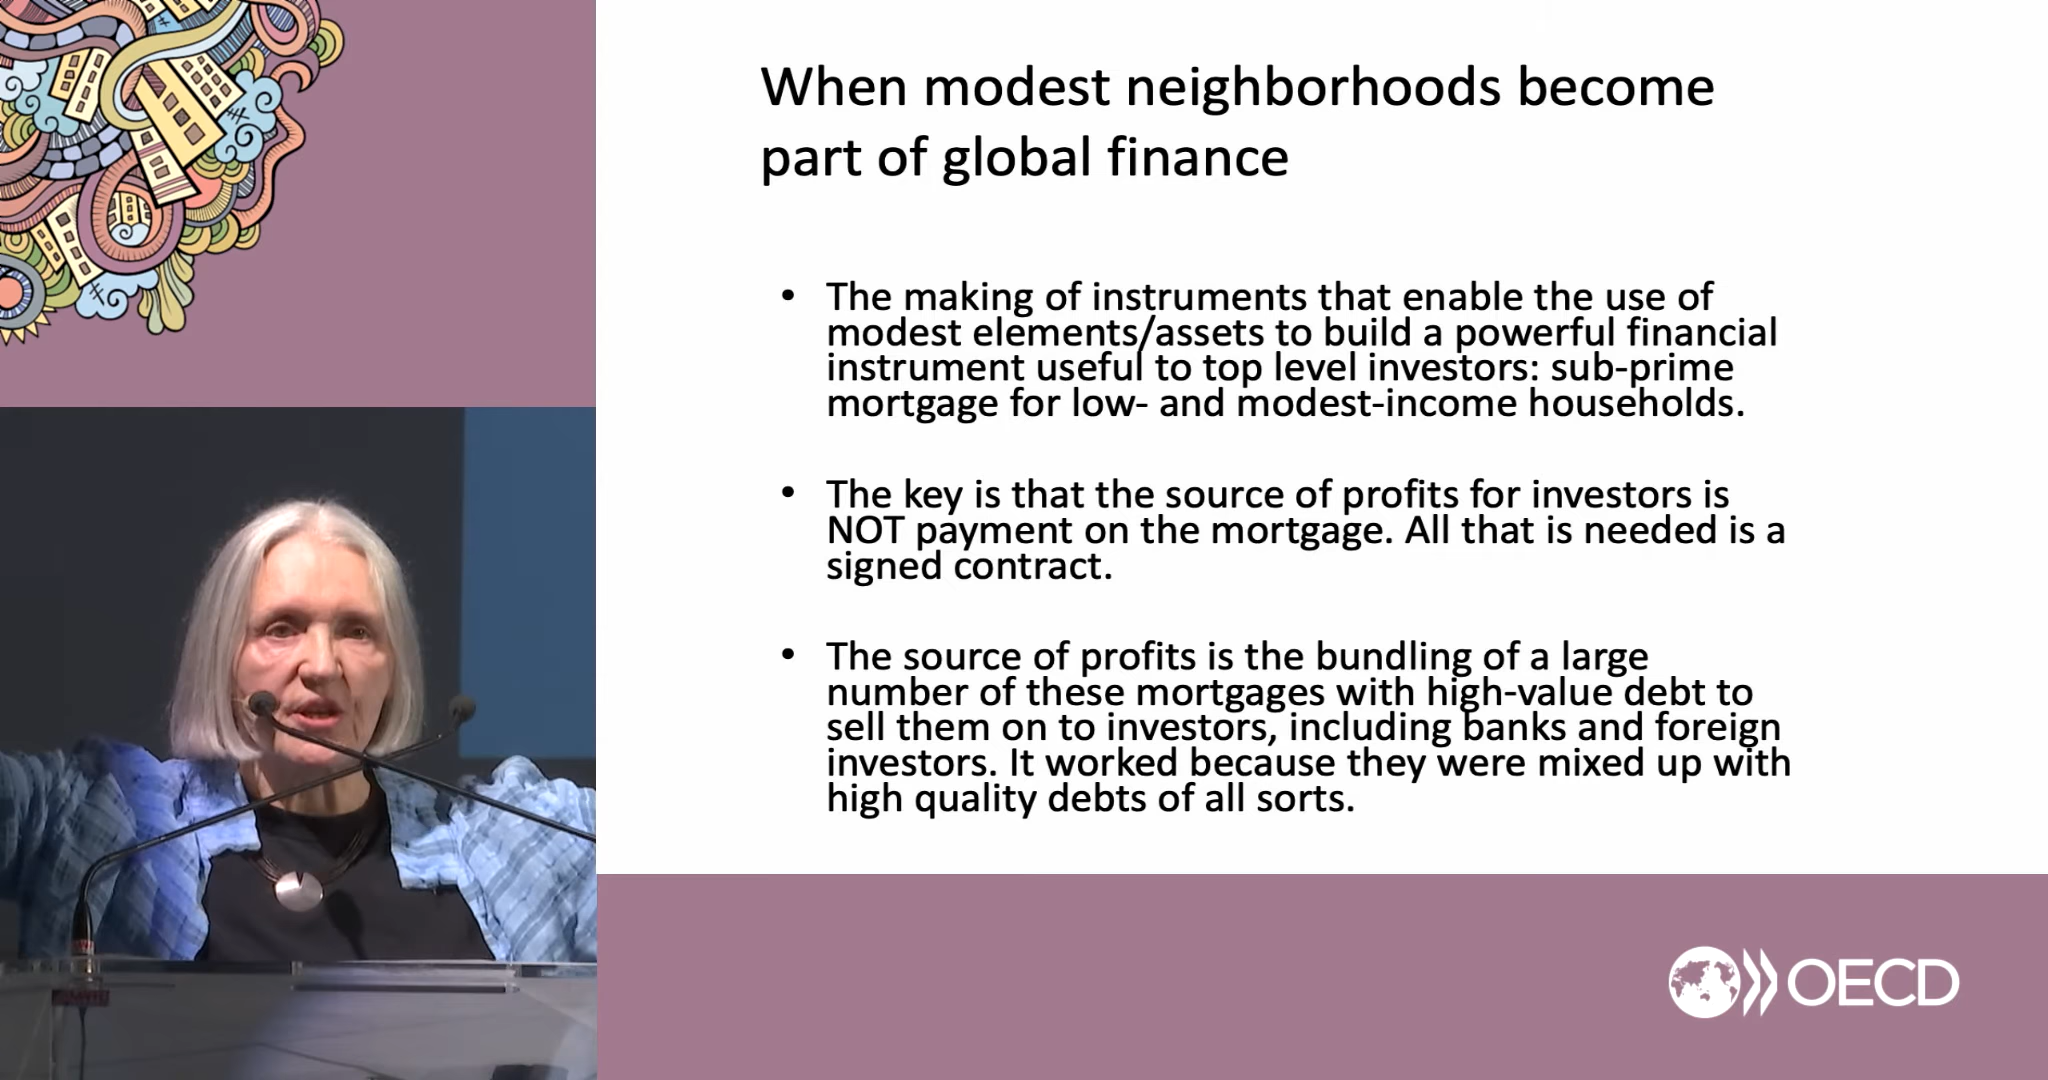 When modest neighborhoods become
part of global finance
• The making of instruments that enable the use of
modest elements/assets to build a powerful financial
instrument useful to top level investors: sub-prime
mortgage for low- and modest-income households.
• The key is that the source of profits for investors is
NOT payment on the mortgage. All that is needed is a
signed contract.
• The source of profits is the bundling of a large
number of these mortgages with high-value debt to
sell them on to investors, including banks and foreign
investors. It worked because they were mixed up with
high quality debts of all sorts.
OECD